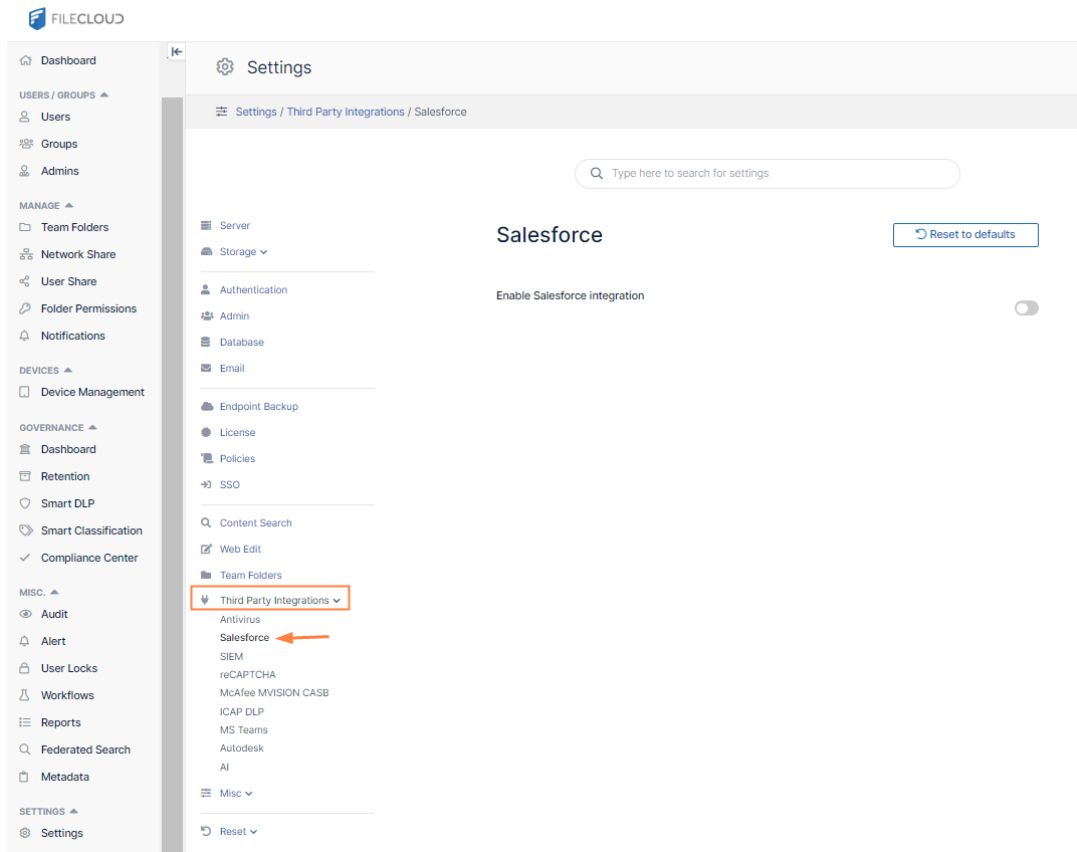 FILECLOUD
Dashboard
USERS / GROUPS
Users
Groups
Admins
MANAGE
Team Folders
Network Share
User Share
Folder Permissions
Notifications
DEVICES
Device Management
GOVERNANCE
Dashboard
Retention
Smart DLP
Smart Classification
Compliance Center
MISC.
Audit
Alert
User Locks
Workflows
Reports
Federated Search
Metadata
SETTINGS
Settings
Settings
Settings / Third Party Integrations / Salesforce
Type here to search for settings
Server
Storage
Authentication
Admin
Database
Email
Endpoint Backup
License
Policies
SSO
Content Search
Web Edit
Team Folders
Third Party Integrations
Antivirus
Salesforce
SIEM
reCAPTCHA
McAfee MVISION CASB
ICAP DLP
MS Teams
Autodesk
AI
Misc
Reset
Salesforce
Reset to defaults
Enable Salesforce integration